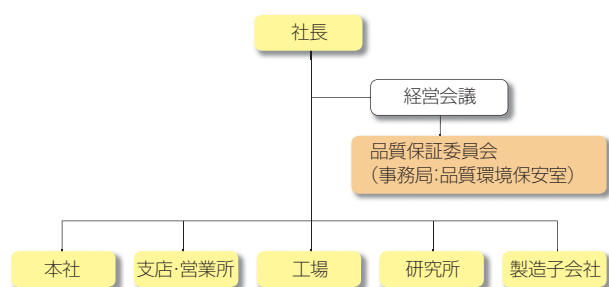 社長
経営会議
品質保証委員会
（事務局：品質環境保安室）
本社
支店・営業所
工場
研究所
製造子会社